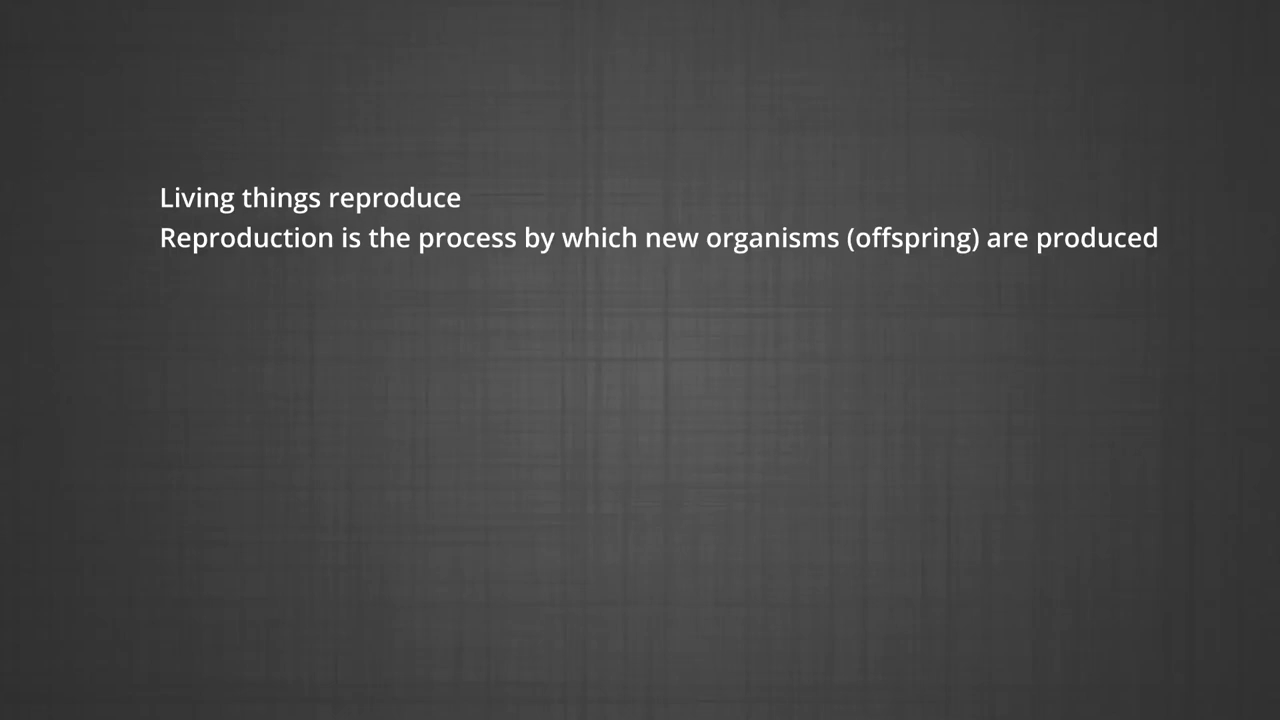 Living things reproduce
Reproduction is the process by which new organisms (offspring) are produced